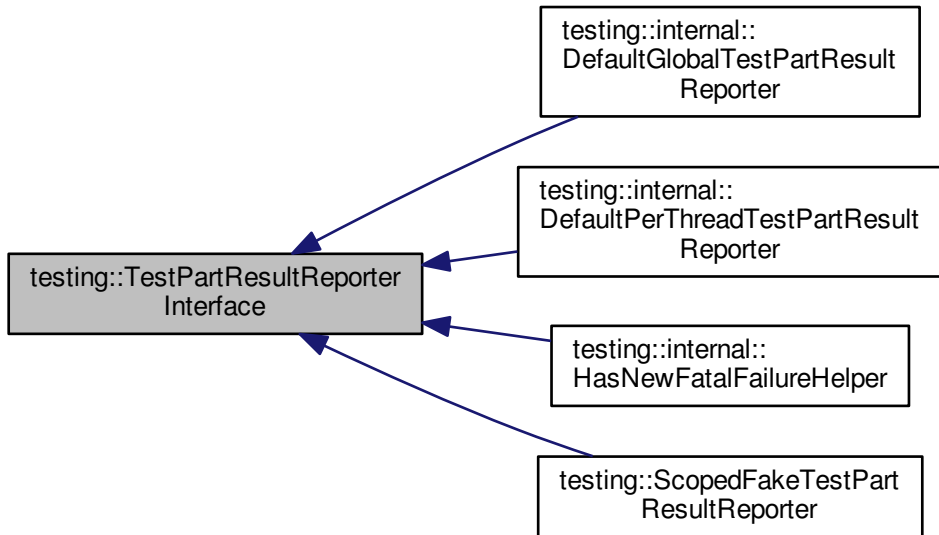 testing::internal::
DefaultGlobalTestPartResult
Reporter
testing::internal::
DefaultPerThreadTestPartResult
Reporter
testing::TestPartResultReporter
Interface
testing::internal::
HasNewFatalFailureHelper
testing::ScopedFakeTestPart
ResultReporter